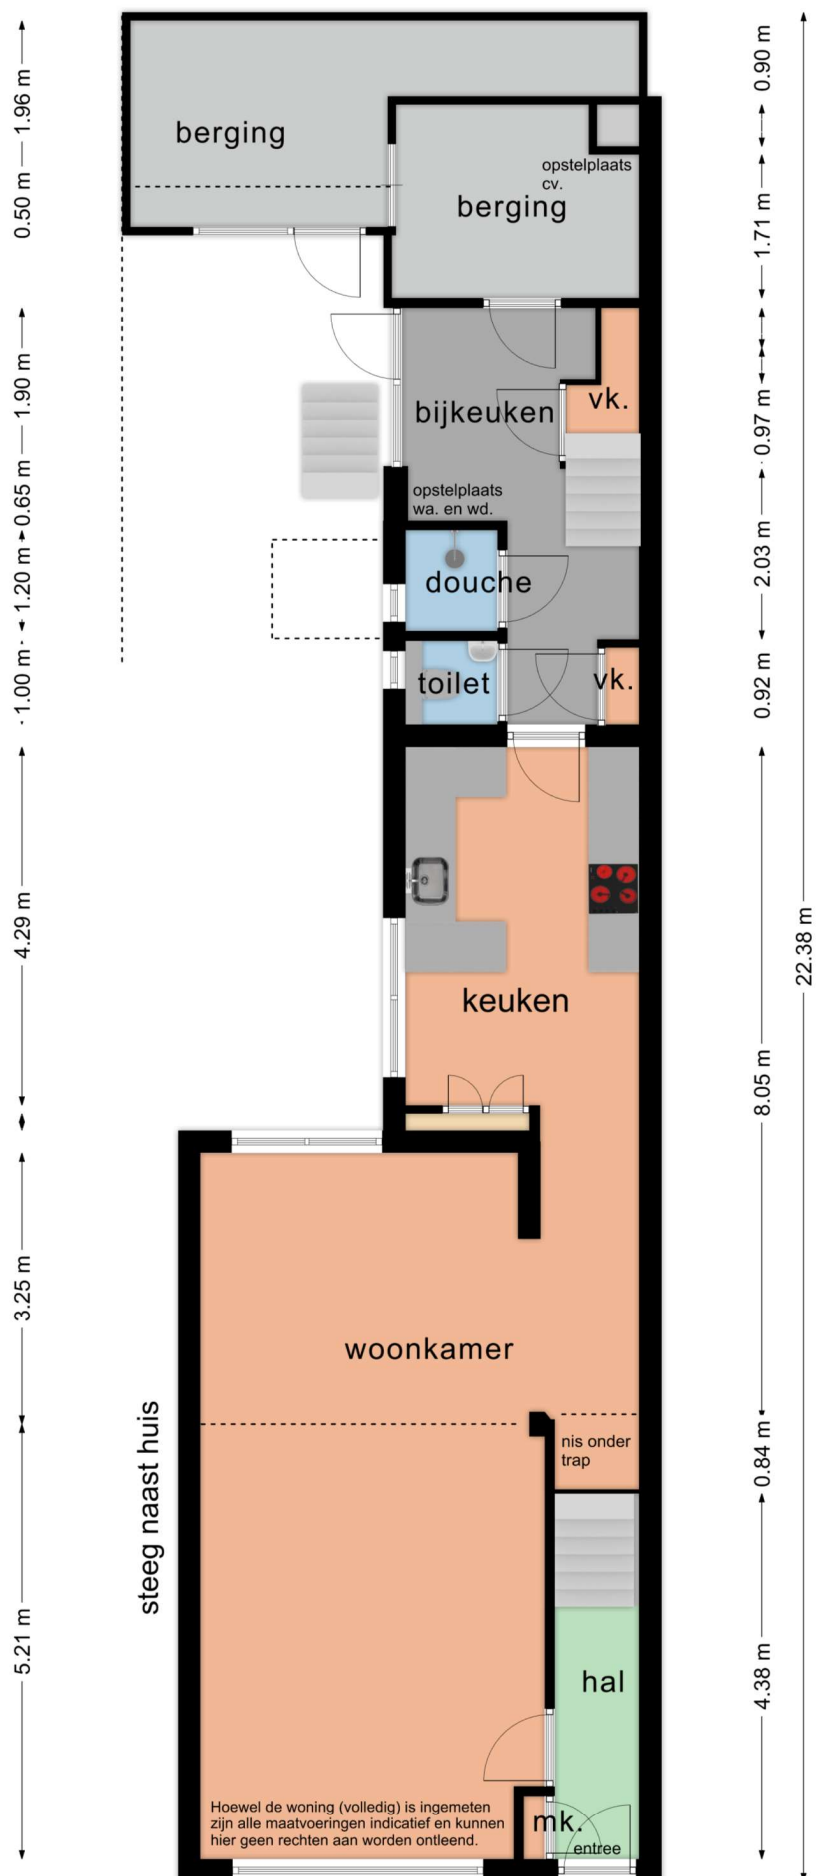 berging
opstelplaats
cv.
berging
bijkeuken
vk.
opstelplaats
wa. en wd.
douche
toilet
vk.
keuken
woonkamer
nis onder
trap
steeg naast huis
hal
Hoewel de woning (volledig) is ingemeten
zijn alle maatvoeringen indicatief en kunnen
hier geen rechten aan worden ontleend.
mk.
entree
1.96 m
0.50 m
1.90 m
0.65 m
1.20 m
1.00 m
4.29 m
3.25 m
5.21 m
0.90 m
1.71 m
0.97 m
2.03 m
0.92 m
8.05 m
0.84 m
4.38 m
22.38 m